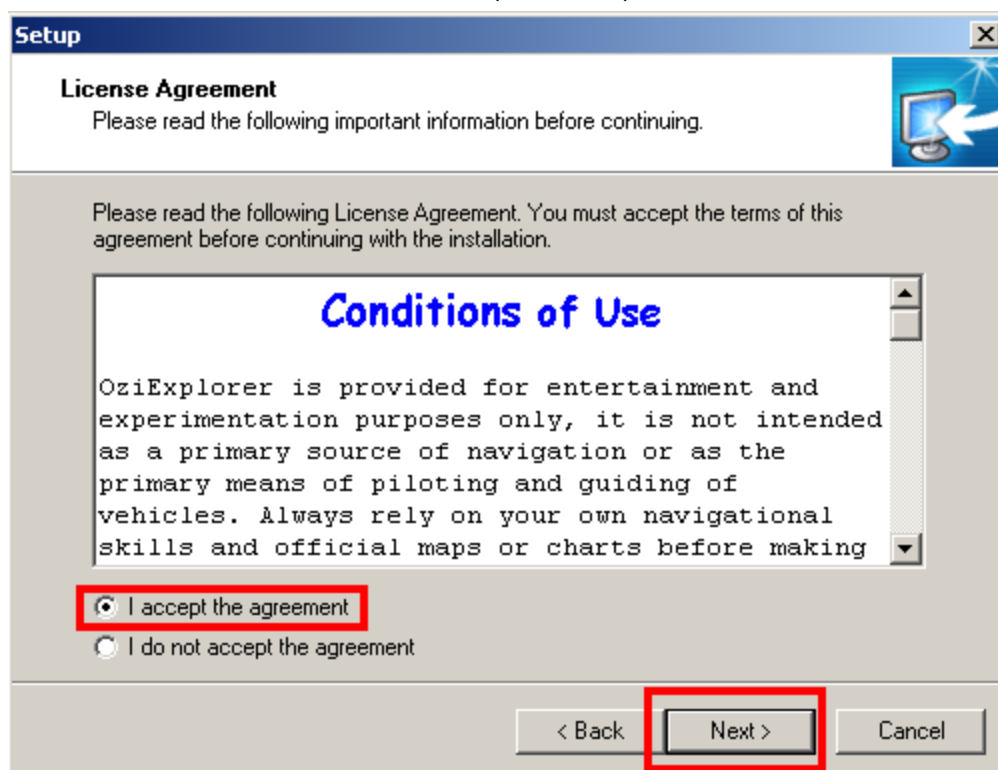 Setup
License Agreement
Please read the following important information before continuing.
Please read the following License Agreement. You must accept the terms of this
agreement before continuing with the installation.
Conditions of Use
OziExplorer is provided for entertainment and
experimentation purposes only, it is not intended
as a primary source of navigation or as the
primary means of piloting and guiding of
vehicles. Always rely on your own navigational
skills and official maps or charts before making
I accept the agreement
I do not accept the agreement
< Back Next > Cancel